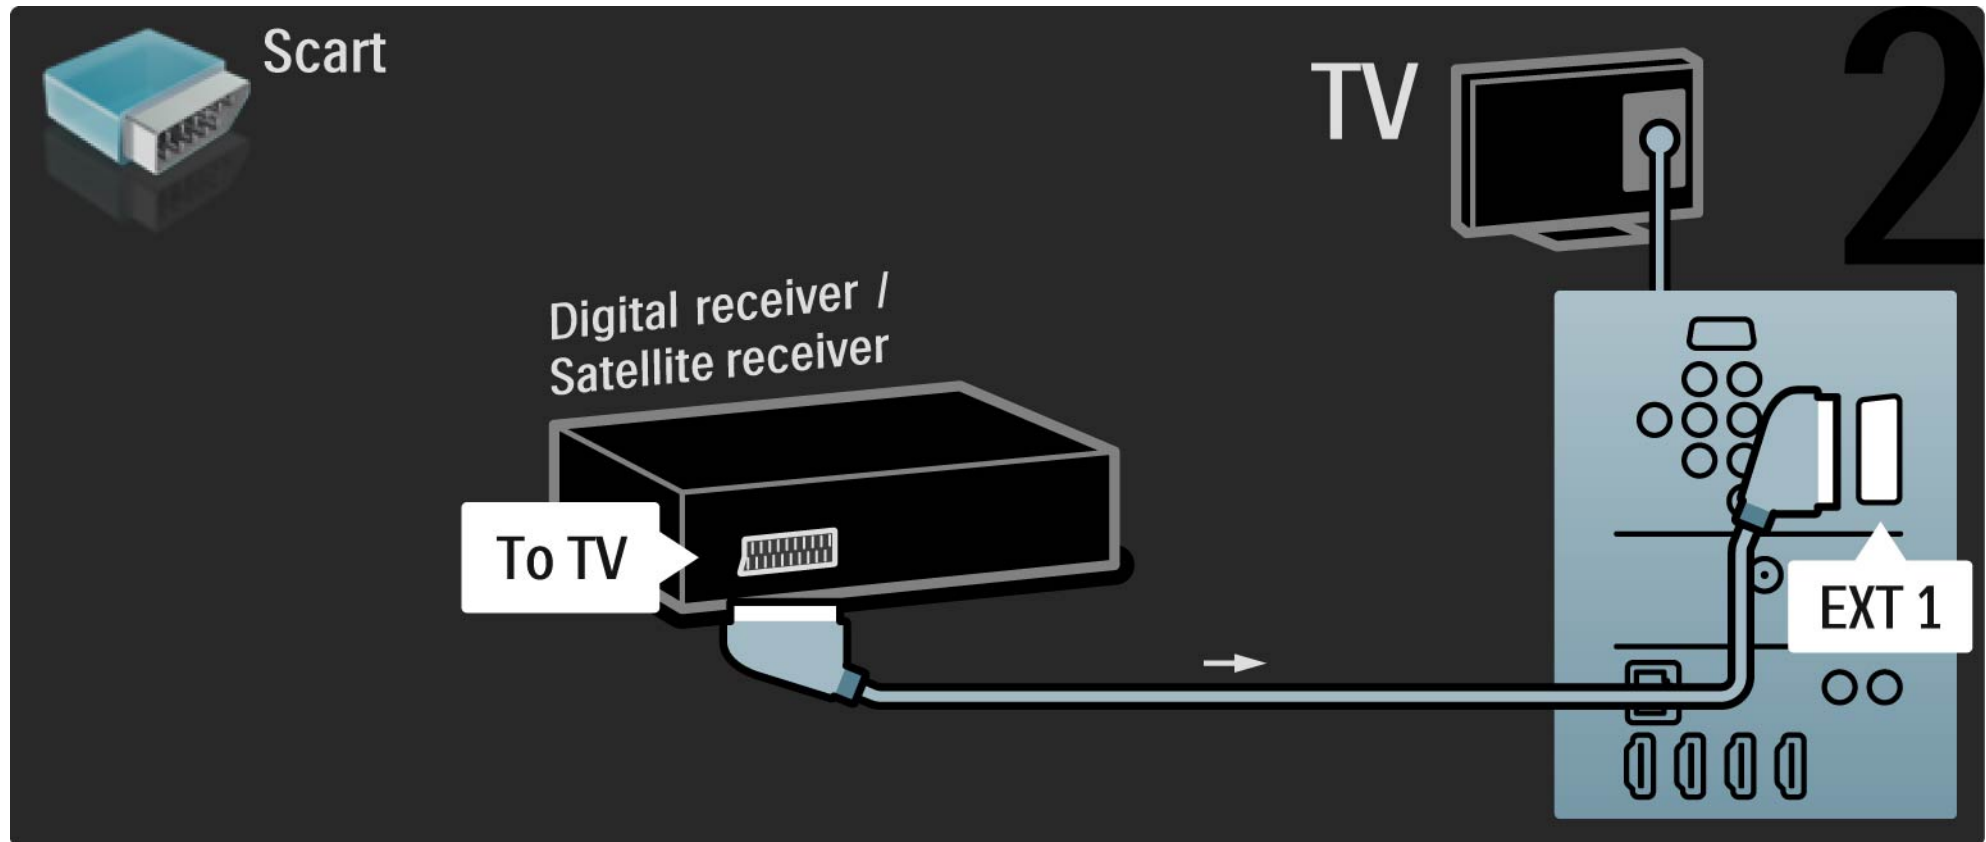 Scart
TV
2
Digital receiver /
Satellite receiver
To TV
EXT 1